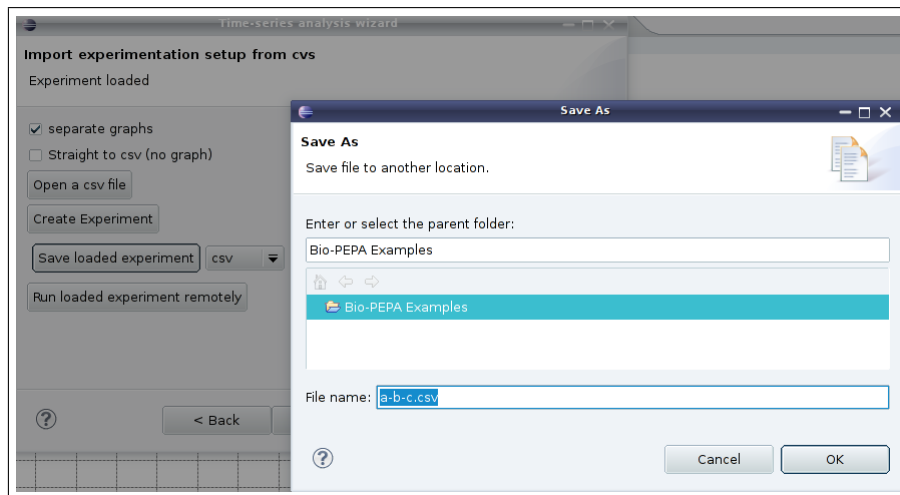 Time-series analysis wizard
Import experimentation setup from cvs
Experiment loaded
separate graphs
Straight to csv (no graph)
Open a csv file
Create Experiment
Save loaded experiment csv
Run loaded experiment remotely
< Back
Save As
Save As
Save file to another location.
Enter or select the parent folder:
Bio-PEPA Examples
Bio-PEPA Examples
File name: a-b-c.csv
Cancel OK